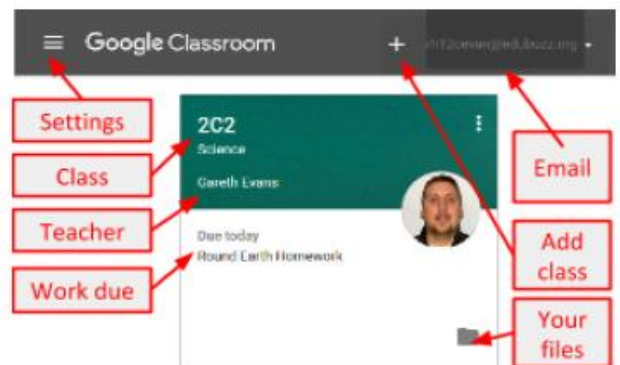 Google Classroom
+
Settings
2C2
Science
Class
Gareth Evans
Email
Teacher
Due today
Round Earth Homework
Add
class
Work due
Your
files